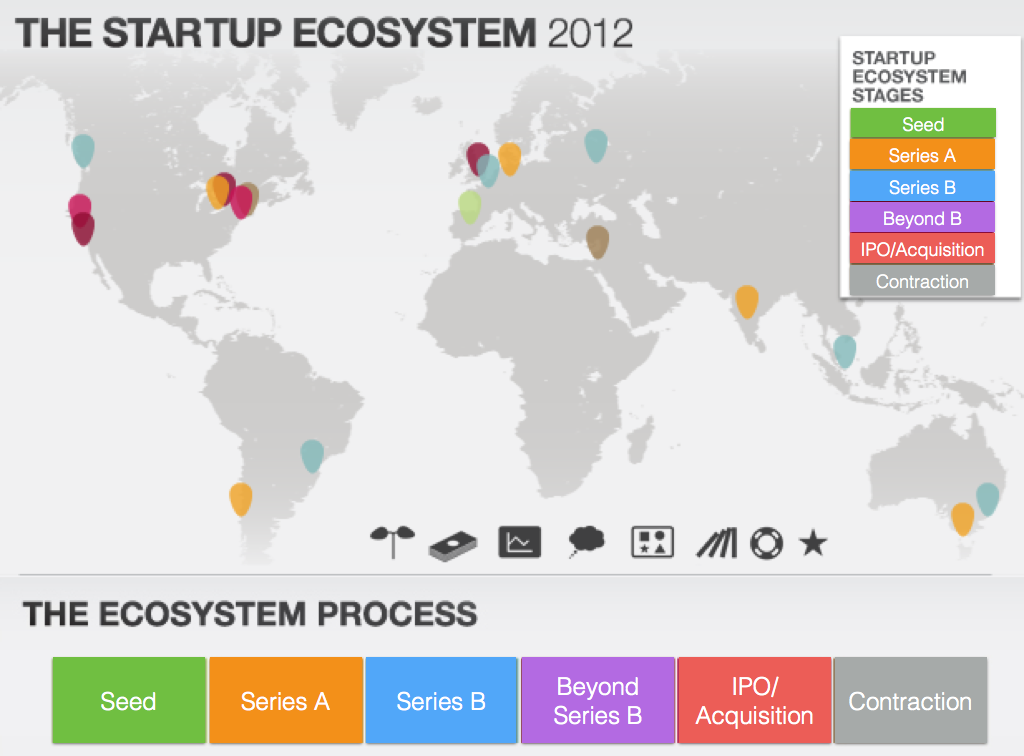 THE STARTUP ECOSYSTEM 2012
STARTUP
ECOSYSTEM
STAGES
Seed
Series A
Series B
Beyond B
IPO/Acquisition
Contraction
THE ECOSYSTEM PROCESS
Seed
Series A
Series B
Beyond
Series B
IPO/
Acquisition
Contraction